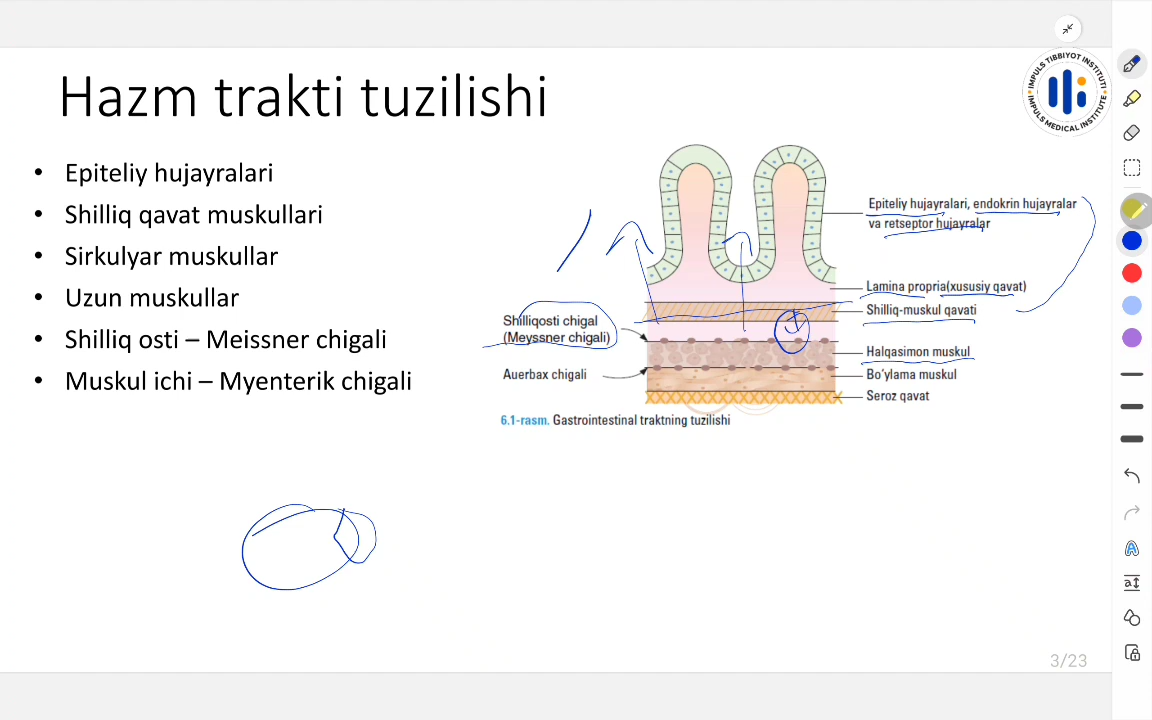 Hazm trakti tuzilishi
IMPULS TIBBIYOT INSTITUTI
IMPULS MEDICAL INSTITUTE
• Epiteliy hujayralari
• Shilliq qavat muskullari
• Sirkulyar muskullar
• Uzun muskullar
• Shilliq osti – Meissner chigali
• Muskul ichi – Myenterik chigali
Epiteliy hujayralari, endokrin hujayralar
va retseptor hujayralar
Lamina propria(xususiy qavat)
Shilliq-muskul qavati
Shilliqosti chigal
(Meyssner chigali)
Halqasimon muskul
Auerbax chigali
Bo'ylama muskul
Seroz qavat
6.1-rasm. Gastrointestinal traktning tuzilishi
3/23